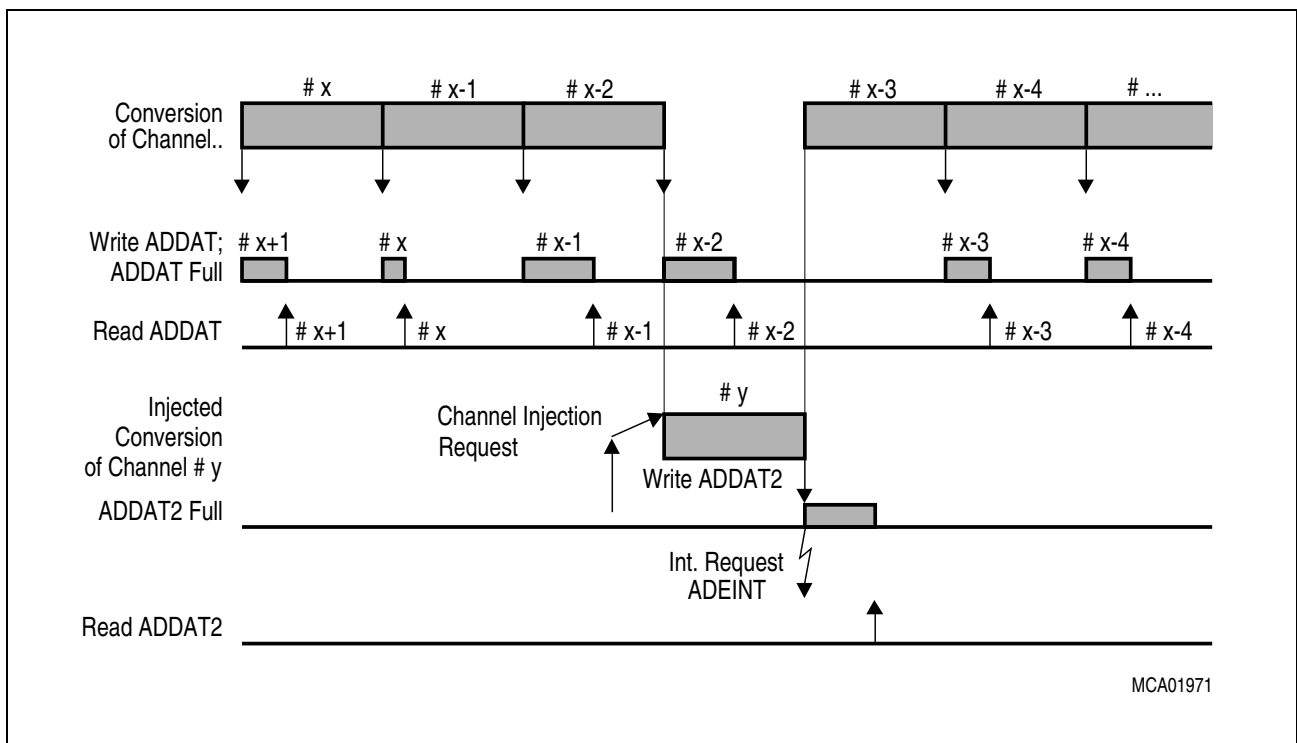 # x # x-1 # x-2 # x-3 # x-4 # ...
Conversion
of Channel..
Write ADDAT; # x+1 # x # x-1 # x-2 # x-3 # x-4
ADDAT Full
Read ADDAT # x+1 # x # x-1 # x-2 # x-3 # x-4
# y
Injected
Conversion
of Channel # y
Channel Injection
Request
Write ADDAT2
ADDAT2 Full
Int. Request
ADEINT
Read ADDAT2
MCA01971